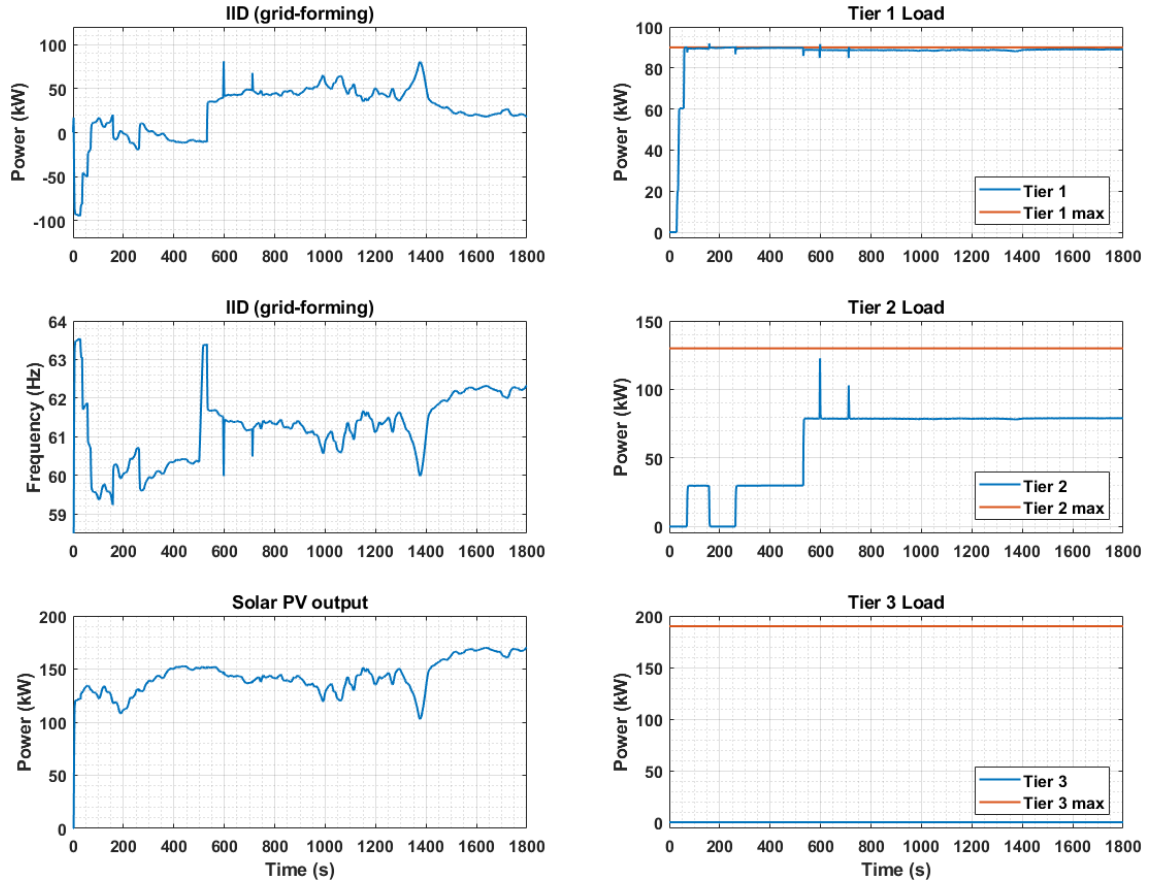 IID (grid-forming)
Power (kW)
100
50
0
-50
-100
0 200 400 600 800 1000 1200 1400 1600 1800
Tier 1 Load
Power (kW)
100
80
60
40
20
0
Tier 1
Tier 1 max
0 200 400 600 800 1000 1200 1400 1600 1800
IID (grid-forming)
Frequency (Hz)
64
63
62
61
60
59
0 200 400 600 800 1000 1200 1400 1600 1800
Tier 2 Load
Power (kW)
150
100
50
0
Tier 2
Tier 2 max
0 200 400 600 800 1000 1200 1400 1600 1800
Solar PV output
Power (kW)
200
150
100
50
0
0 200 400 600 800 1000 1200 1400 1600 1800
Time (s)
Tier 3 Load
Power (kW)
200
150
100
50
0
Tier 3
Tier 3 max
0 200 400 600 800 1000 1200 1400 1600 1800
Time (s)